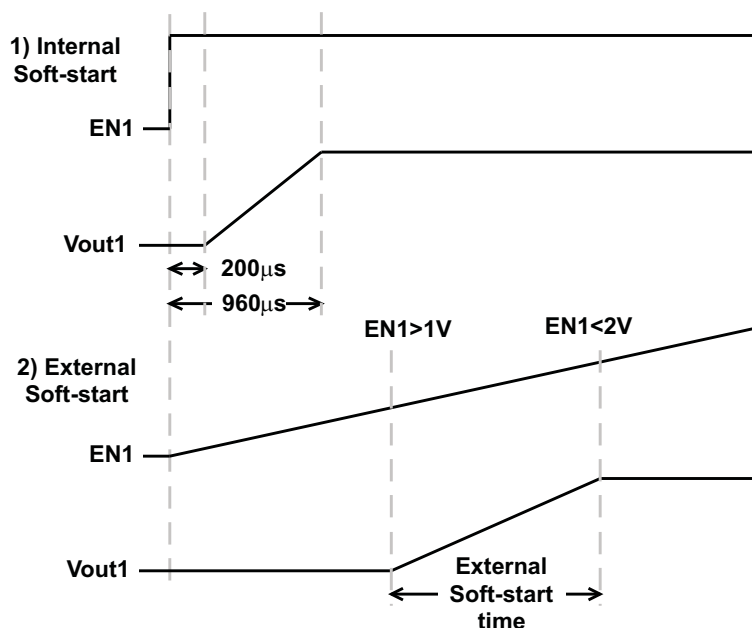 1) Internal
Soft-start
EN1
Vout1
200μs
960μs
EN1>1V
EN1<2V
2) External
Soft-start
EN1
Vout1
External
Soft-start
time